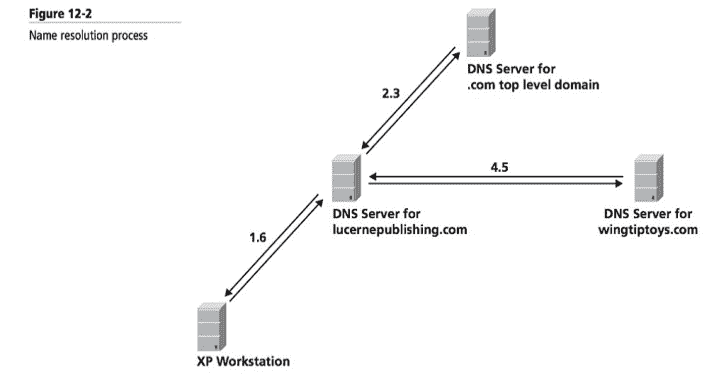 Figure 12-2
Name resolution process
DNS Server for
.com top level domain
2.3
4.5
DNS Server for
lucernepublishing.com
DNS Server for
wingtiptoys.com
1.6
XP Workstation